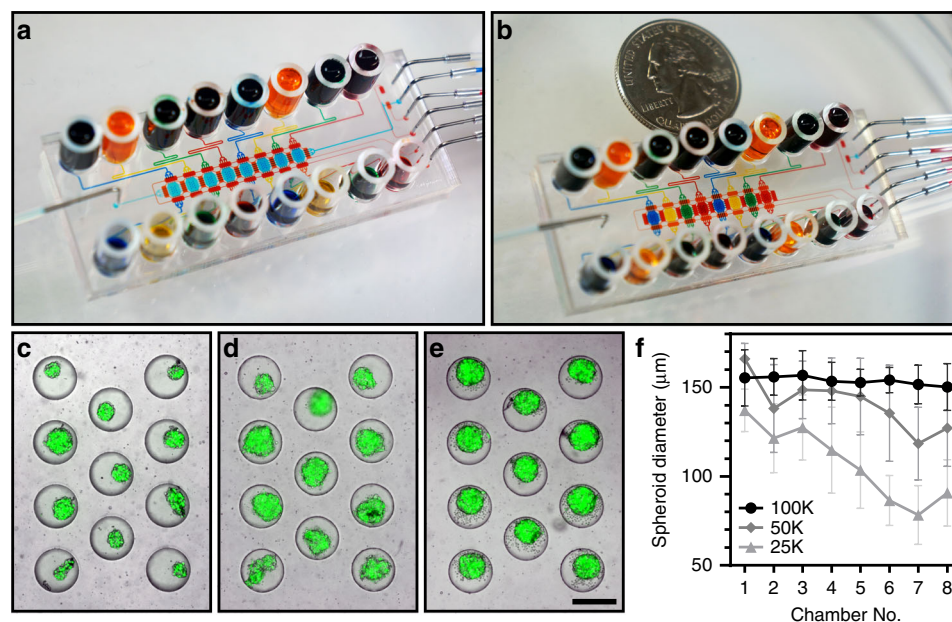 a
b
UNITED STATES OF AMERICA
LIBERTY
c
d
e
f
Spheroid diameter (μm)
150
100
50
100K
50K
25K
1 2 3 4 5 6 7 8
Chamber No.